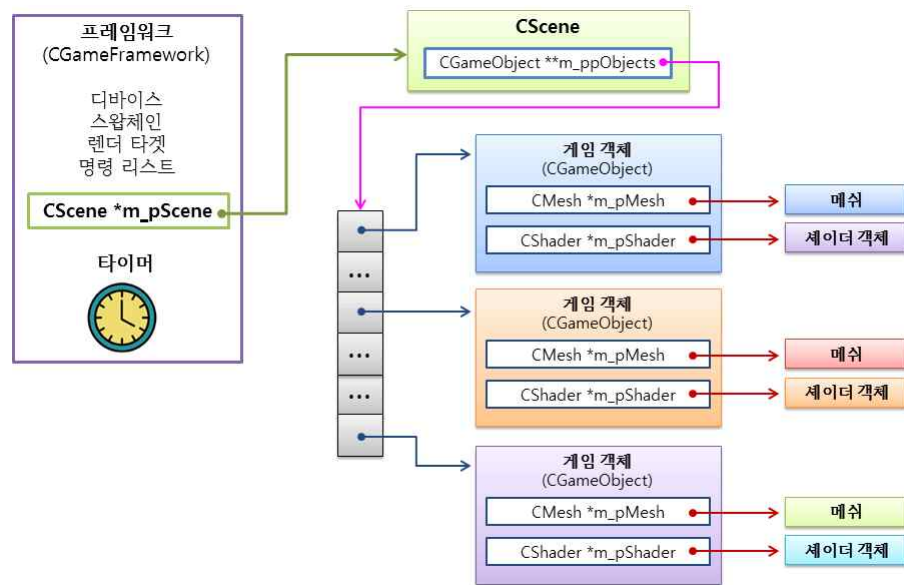 프레임워크
(CGameFramework)
디바이스
스왑체인
렌더 타겟
명령 리스트
CScene *m_pScene
타이머
CScene
CGameObject **m_ppObjects
...
...
...
게임 객체
(CGameObject)
CMesh *m_pMesh
메쉬
CShader *m_pShader
셰이더 객체
게임 객체
(CGameObject)
CMesh *m_pMesh
메쉬
CShader *m_pShader
셰이더 객체
게임 객체
(CGameObject)
CMesh *m_pMesh
메쉬
CShader *m_pShader
셰이더 객체